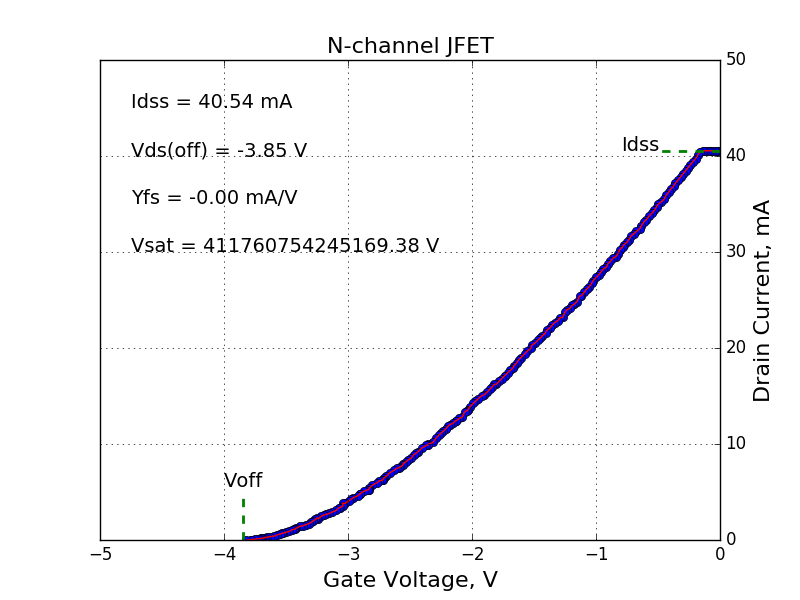 N-channel JFET
Idss = 40.54 mA
Vds(off) = -3.85 V
Yfs = -0.00 mA/V
Vsat = 411760754245169.38 V
Idss
Voff
50
40
30
20
10
0
Drain Current, mA
−5 −4 −3 −2 −1 0
Gate Voltage, V